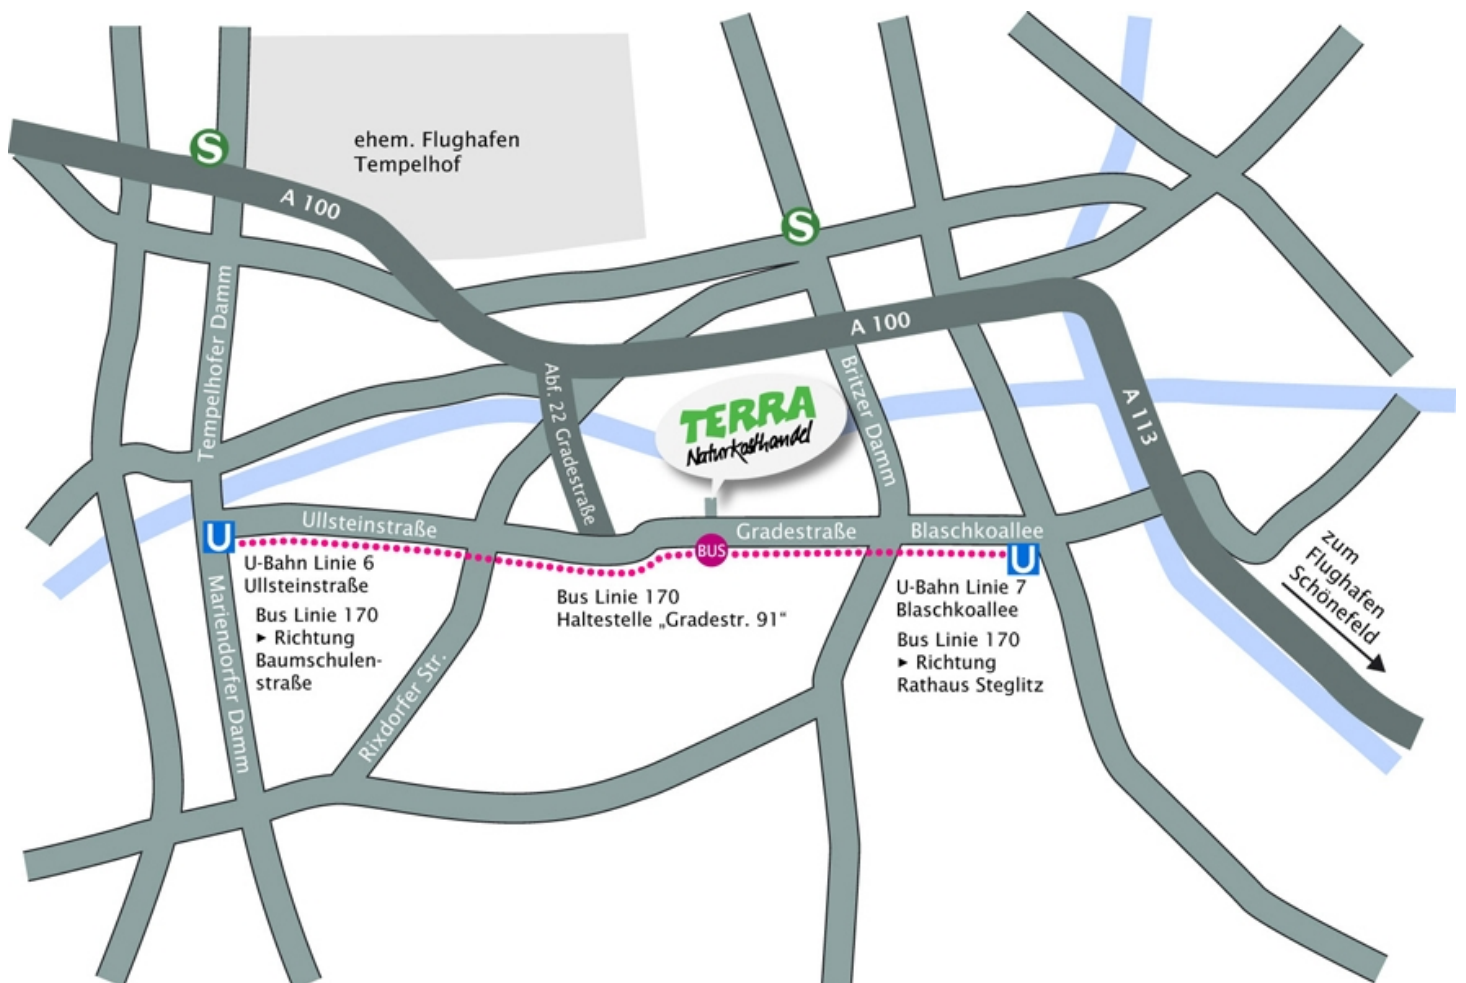 ehem. Flughafen
Tempelhof
S
S
A 100
A 100
A 113
Tempelhofer Damm
Abf. 22 Gradestraße
Britzer Damm
TERRA
Naturkosthandel
Ullsteinstraße
Gradestraße
Blaschkoallee
U
BUS
U
U-Bahn Linie 6
Ullsteinstraße
Bus Linie 170
▸ Richtung
Baumschulen-
straße
Bus Linie 170
Haltestelle „Gradestr. 91“
U-Bahn Linie 7
Blaschkoallee
Bus Linie 170
▸ Richtung
Rathaus Steglitz
zum
Flughafen
Schönefeld
Mariendorfer Damm
Rixdorfer Str.